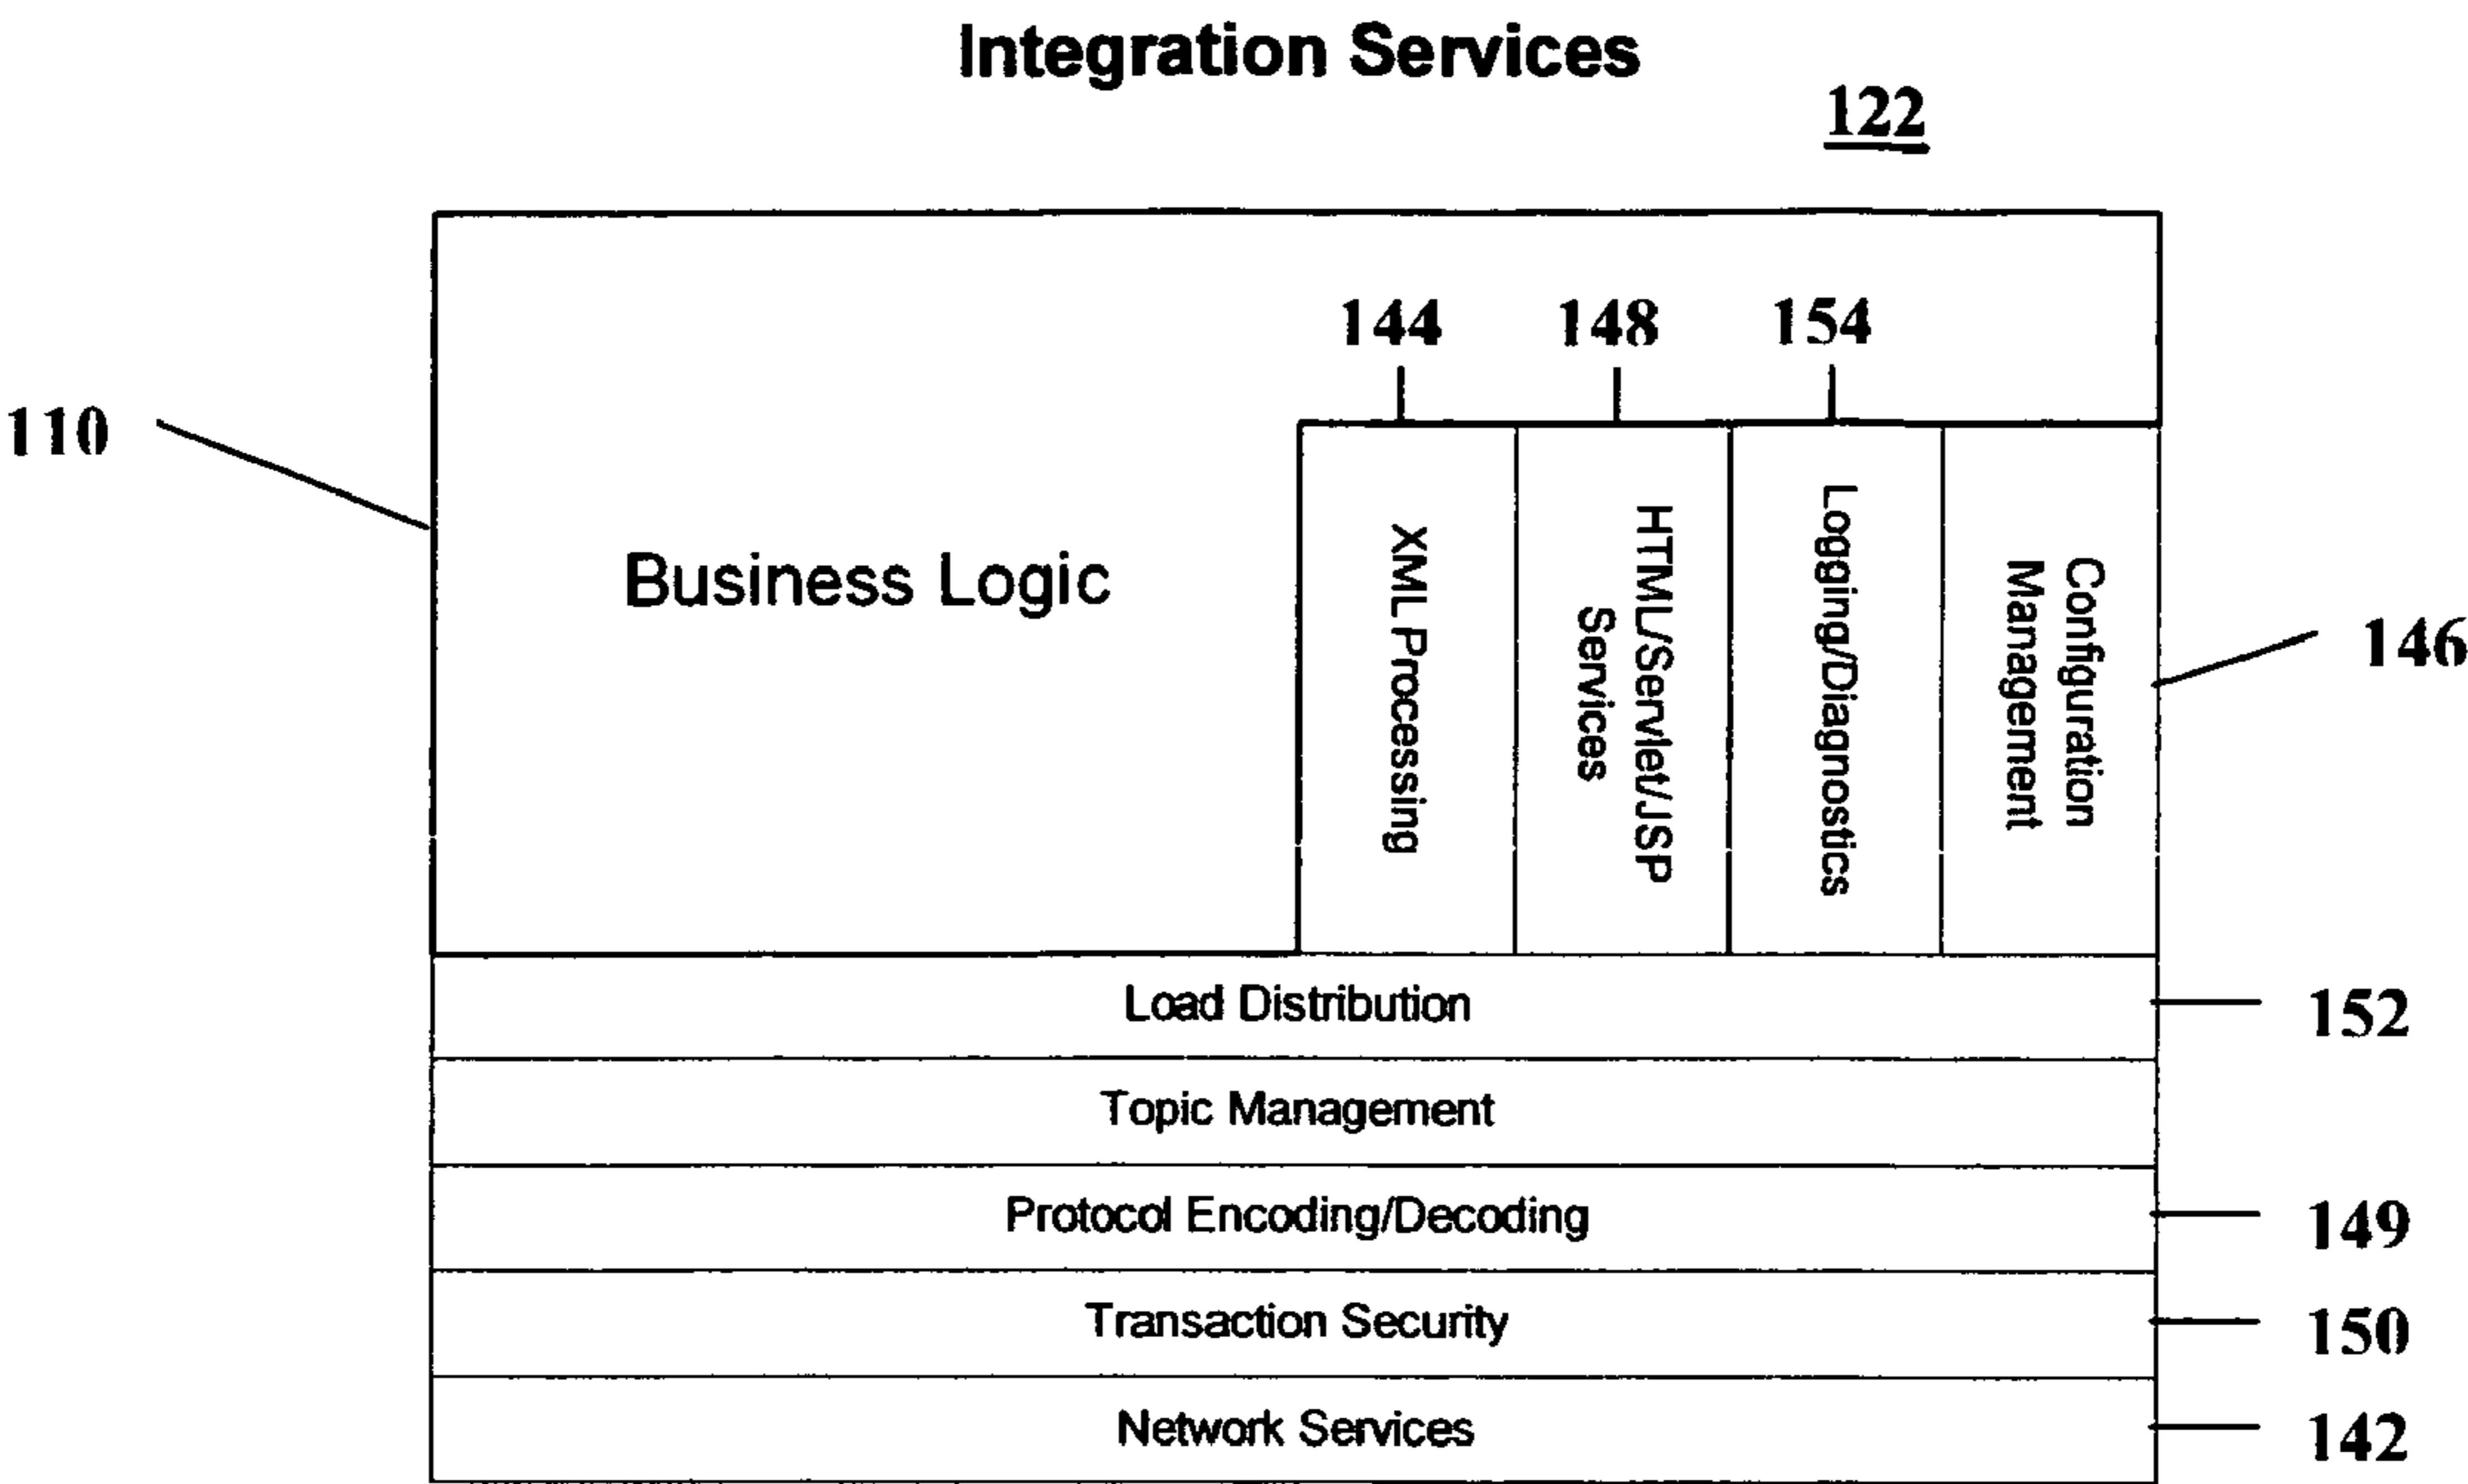 Integration Services
122
144 148 154
110
Business Logic
XML Processing
HTML/Servlet/JSP
Services
Logging/Diagnostics
Configuration
Management
146
Load Distribution 152
Topic Management
Protocol Encoding/Decoding 149
Transaction Security 150
Network Services 142